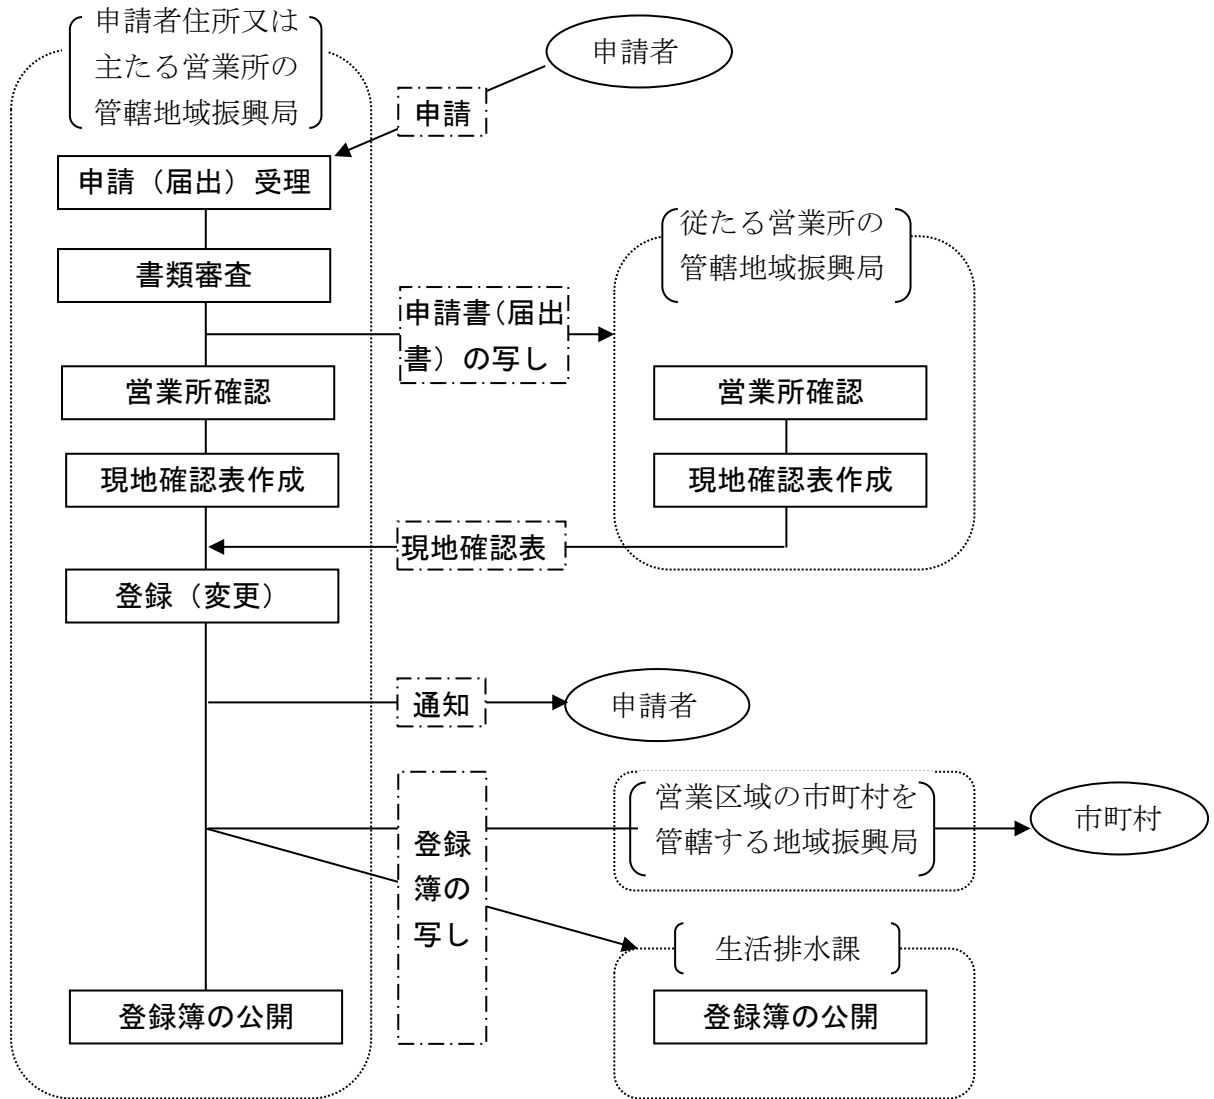 申請者住所又は
主たる営業所の
管轄地域振興局
申請者
申請
申請（届出）受理
書類審査
従たる営業所の
管轄地域振興局
申請書（届出
書）の写し
営業所確認
営業所確認
現地確認表作成
現地確認表作成
現地確認表
登録（変更）
通知
申請者
登録
簿の
写し
営業区域の市町村を
管轄する地域振興局
市町村
生活排水課
登録簿の公開
登録簿の公開